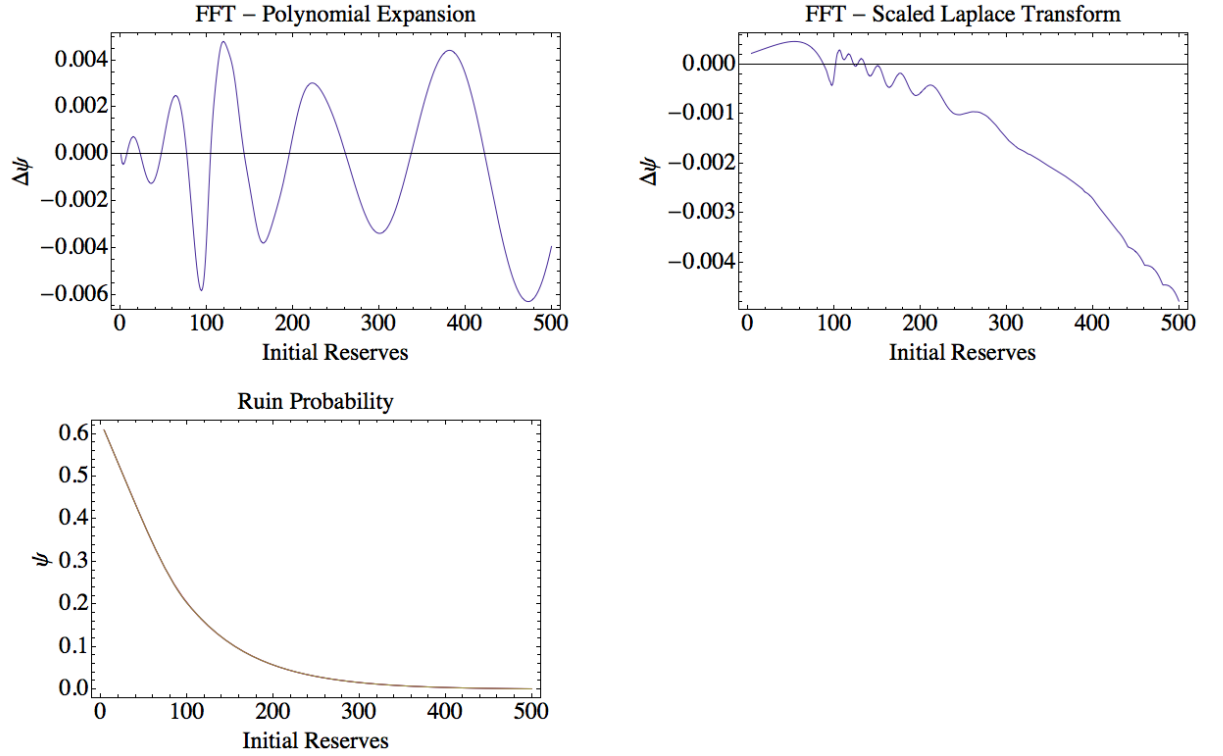 FFT – Polynomial Expansion
0.004
0.002
0.000
−0.002
−0.004
−0.006
Δψ
0 100 200 300 400 500
Initial Reserves
FFT – Scaled Laplace Transform
0.000
−0.001
−0.002
−0.003
−0.004
Δψ
0 100 200 300 400 500
Initial Reserves
Ruin Probability
0.6
0.5
0.4
0.3
0.2
0.1
0.0
ψ
0 100 200 300 400 500
Initial Reserves